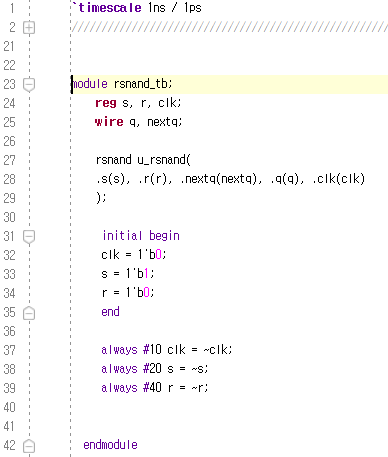 1 `timescale 1ns / 1ps
2 ////////////////////////////////////////////////////////////////////////////////
22
23 module rsnand_tb;
24 reg s, r, clk;
25 wire q, nextq;
26
27 rsnand u_rsnand(
28 .s(s), .r(r), .nextq(nextq), .q(q), .clk(clk)
29 );
30
31 initial begin
32 clk = 1'b0;
33 s = 1'b1;
34 r = 1'b0;
35 end
36
37 always #10 clk = ~clk;
38 always #20 s = ~s;
39 always #40 r = ~r;
40
41
42 endmodule